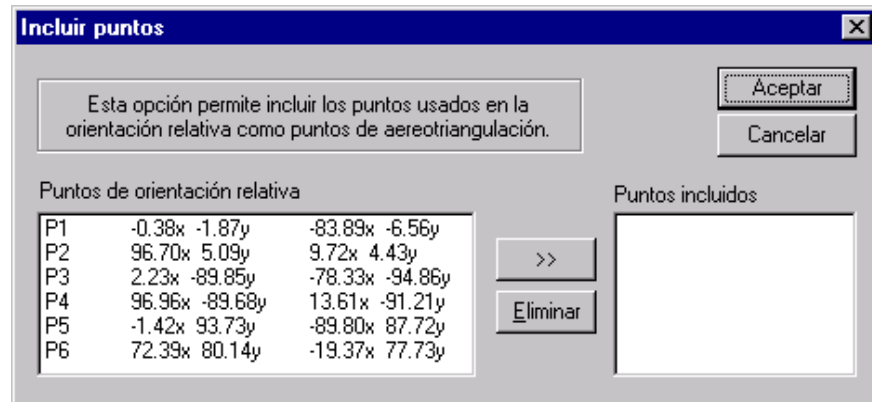 Incluir puntos
Esta opción permite incluir los puntos usados en la
orientación relativa como puntos de aereotriangulación.
Aceptar
Cancelar
Puntos de orientación relativa
P1 -0.38x -1.87y -83.89x -6.56y
P2 96.70x 5.09y 9.72x 4.43y
P3 2.23x -89.85y -78.33x -94.86y
P4 96.96x -89.68y 13.61x -91.21y
P5 -1.42x 93.73y -89.80x 87.72y
P6 72.39x 80.14y -19.37x 77.73y
>>
Eliminar
Puntos incluidos